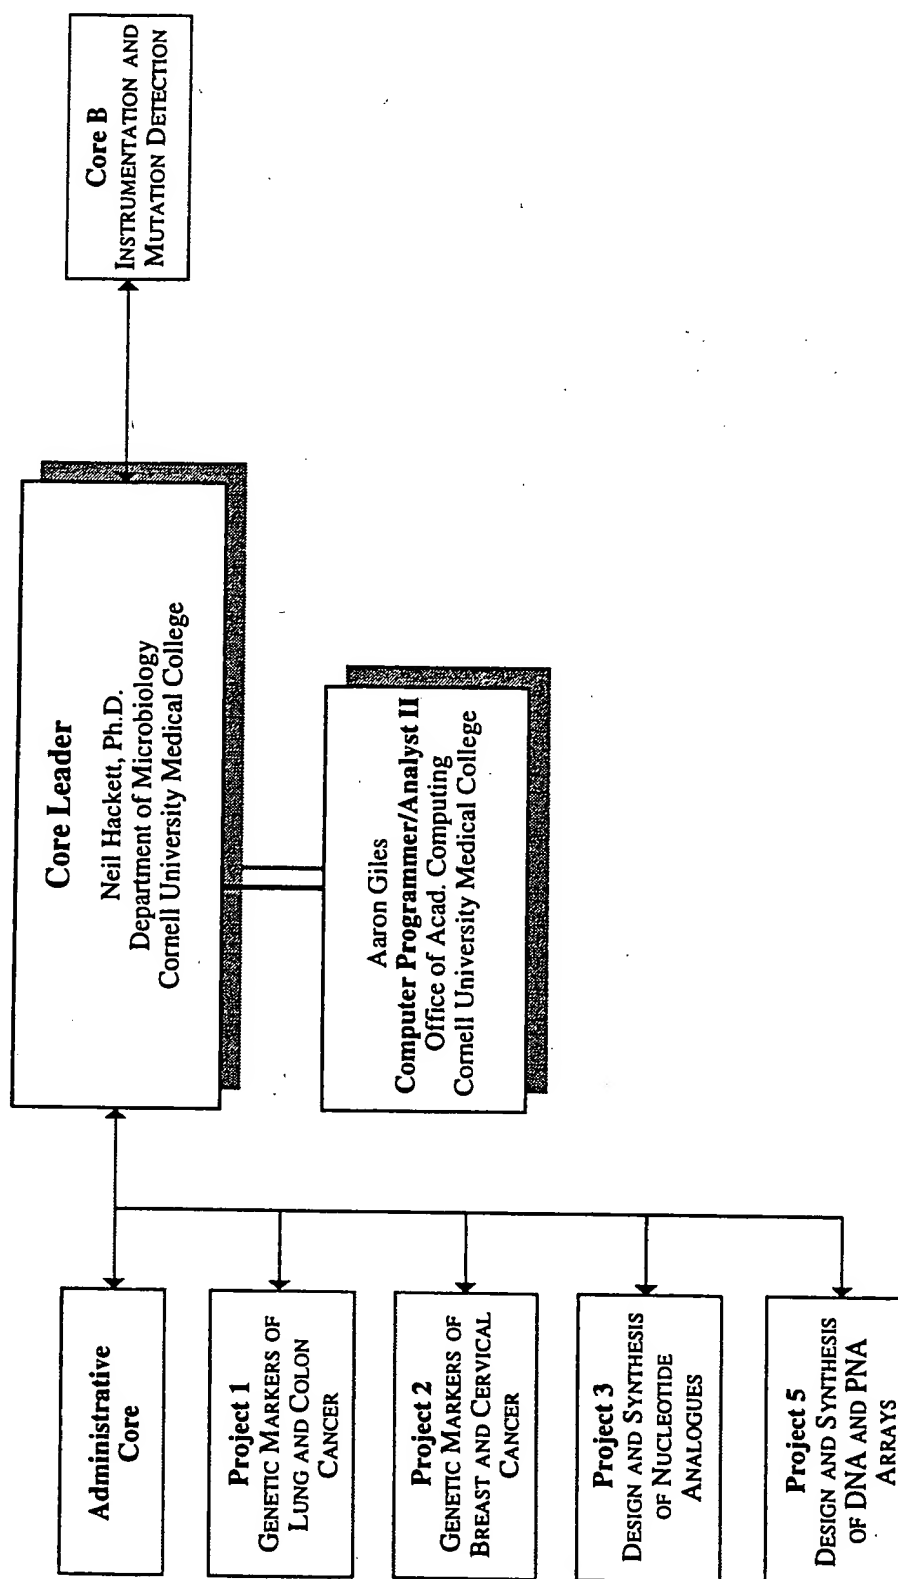 Core Leader
Neil Hackett, Ph.D.
Department of Microbiology
Cornell University Medical College
Aaron Giles
Computer Programmer/Analyst II
Office of Acad. Computing
Cornell University Medical College
Core B
INSTRUMENTATION AND
MUTATION DETECTION
Administrative
Core
Project 1
GENETIC MARKERS OF
LUNG AND COLON
CANCER
Project 2
GENETIC MARKERS OF
BREAST AND CERVICAL
CANCER
Project 3
DESIGN AND SYNTHESIS
OF NUCLEOTIDE
ANALOGUES
Project 5
DESIGN AND SYNTHESIS
OF DNA AND PNA
ARRAYS